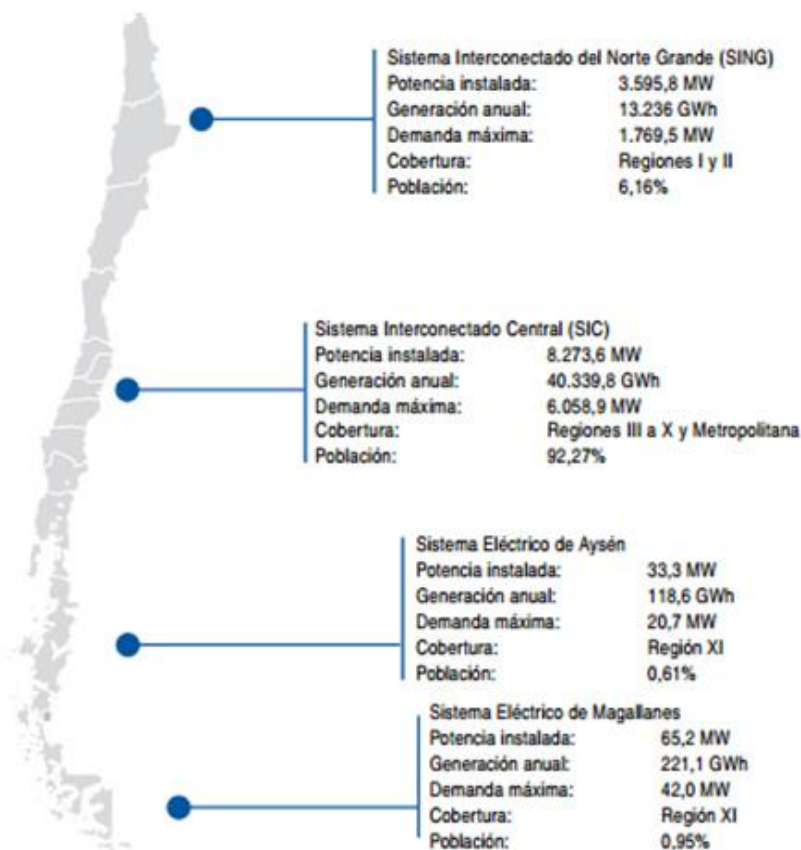 Sistema Interconectado del Norte Grande (SING)
Potencia instalada: 3.595,8 MW
Generación anual: 13.236 GWh
Demanda máxima: 1.769,5 MW
Cobertura: Regiones I y II
Población: 6,16%
Sistema Interconectado Central (SIC)
Potencia instalada: 8.273,6 MW
Generación anual: 40.339,8 GWh
Demanda máxima: 6.058,9 MW
Cobertura: Regiones III a X y Metropolitana
Población: 92,27%
Sistema Eléctrico de Aysén
Potencia instalada: 33,3 MW
Generación anual: 118,6 GWh
Demanda máxima: 20,7 MW
Cobertura: Región XI
Población: 0,61%
Sistema Eléctrico de Magallanes
Potencia instalada: 65,2 MW
Generación anual: 221,1 GWh
Demanda máxima: 42,0 MW
Cobertura: Región XI
Población: 0,95%